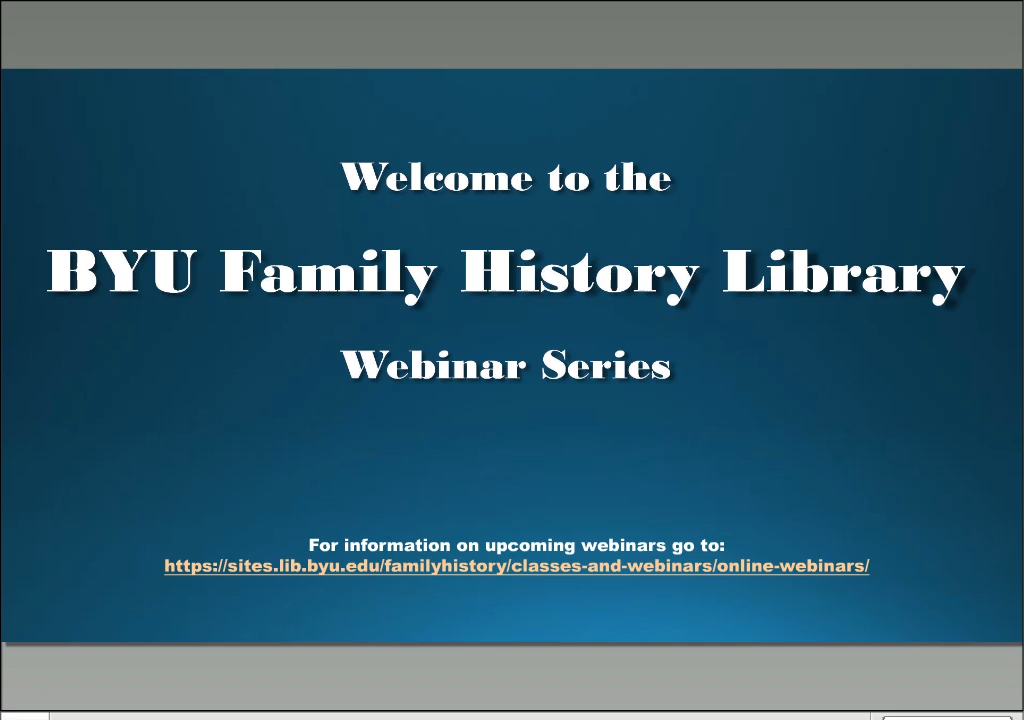 Welcome to the
BYU Family History Library
Webinar Series
For information on upcoming webinars go to:
https://sites.lib.byu.edu/familyhistory/classes-and-webinars/online-webinars/